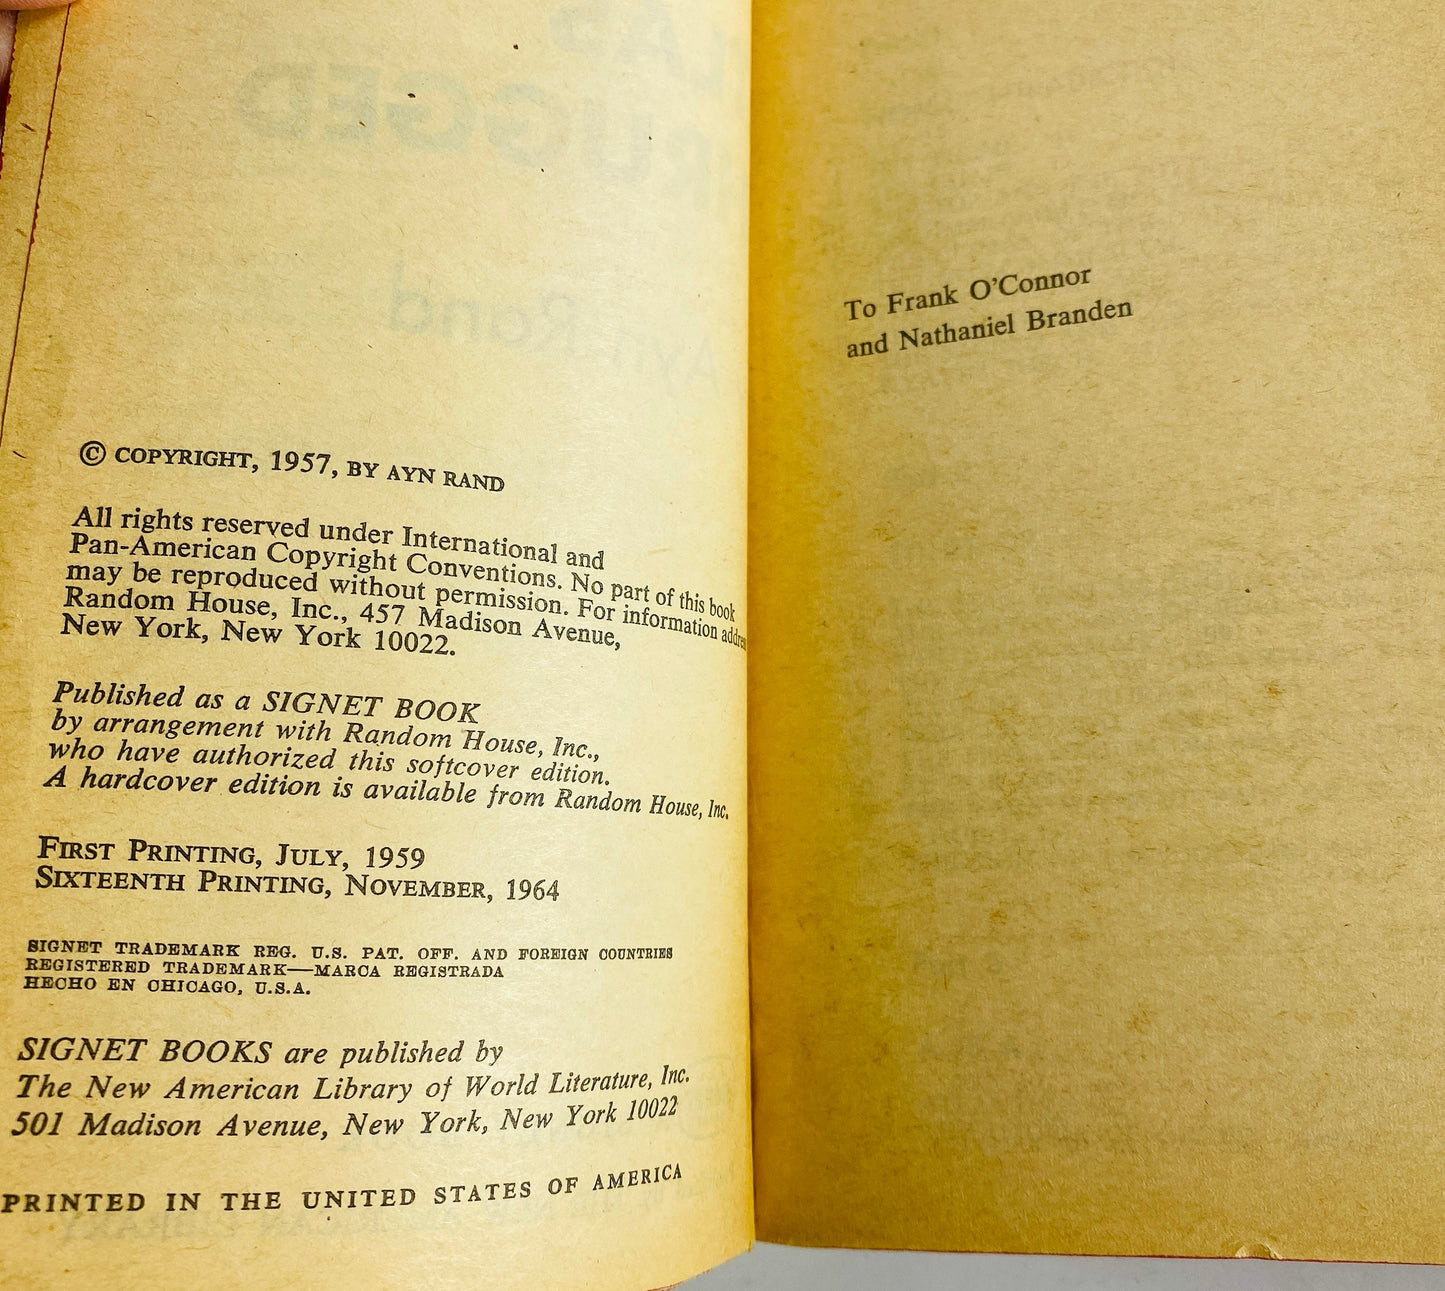 © COPYRIGHT, 1957, BY AYN RAND
All rights reserved under International and
Pan-American Copyright Conventions. No part of this book
may be reproduced without permission. For information
Random House, Inc., 457 Madison Avenue,
New York, New York 10022.
Published as a SIGNET BOOK
by arrangement with Random House, Inc.,
who have authorized this softcover edition.
A hardcover edition is available from Random House, Inc.
FIRST PRINTING, JULY, 1959
SIXTEENTH PRINTING, NOVEMBER, 1964
SIGNET TRADEMARK REG. U.S. PAT. OFF. AND FOREIGN COUNTRIES
REGISTERED TRADEMARK—MARCA REGISTRADA
HECHO EN CHICAGO, U.S.A.
SIGNET BOOKS are published by
The New American Library of World Literature, Inc.
501 Madison Avenue, New York, New York 10022
PRINTED IN THE UNITED STATES OF AMERICA
To Frank O'Connor
and Nathaniel Branden